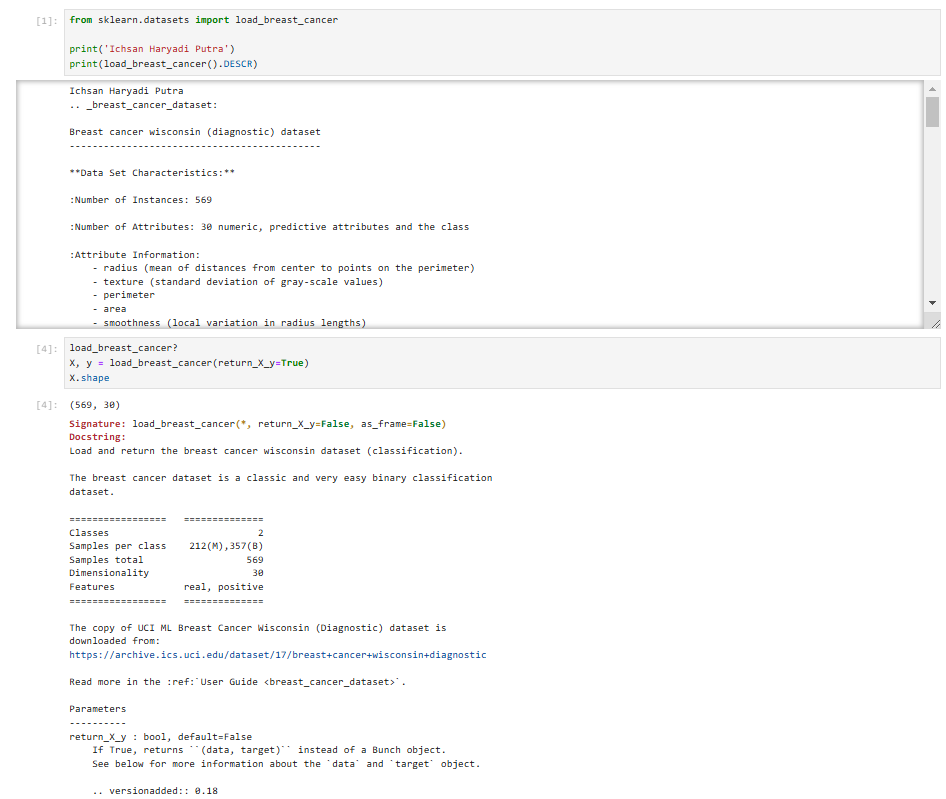 [1]: from sklearn.datasets import load_breast_cancer
print('Ichsan Haryadi Putra')
print(load_breast_cancer().DESCR)
Ichsan Haryadi Putra
.. _breast_cancer_dataset:
Breast cancer wisconsin (diagnostic) dataset
--------------------------------------------
**Data Set Characteristics:**
:Number of Instances: 569
:Number of Attributes: 30 numeric, predictive attributes and the class
:Attribute Information:
- radius (mean of distances from center to points on the perimeter)
- texture (standard deviation of gray-scale values)
- perimeter
- area
- smoothness (local variation in radius lengths)
[4]: load_breast_cancer?
X, y = load_breast_cancer(return_X_y=True)
X.shape
[4]: (569, 30)
Signature: load_breast_cancer(*, return_X_y=False, as_frame=False)
Docstring:
Load and return the breast cancer wisconsin dataset (classification).
The breast cancer dataset is a classic and very easy binary classification
dataset.
================= ==============
Classes 2
Samples per class 212(M),357(B)
Samples total 569
Dimensionality 30
Features real, positive
================= ==============
The copy of UCI ML Breast Cancer Wisconsin (Diagnostic) dataset is
downloaded from:
https://archive.ics.uci.edu/dataset/17/breast+cancer+wisconsin+diagnostic
Read more in the :ref:`User Guide <breast_cancer_dataset>`.
Parameters
----------
return_X_y : bool, default=False
If True, returns ``(data, target)`` instead of a Bunch object.
See below for more information about the `data` and `target` object.
.. versionadded:: 0.18